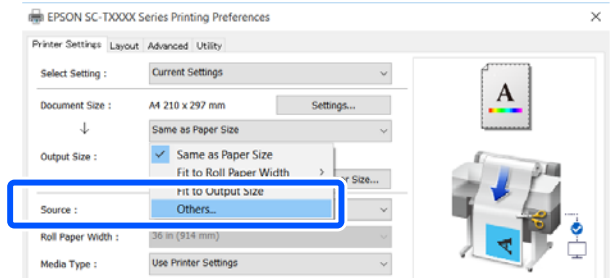 EPSON SC-TXXXX Series Printing Preferences
Printer Settings Layout Advanced Utility
Select Setting : Current Settings
Document Size : A4 210 x 297 mm Settings...
Same as Paper Size
Output Size : Same as Paper Size
Fit to Roll Paper Width
Size...
Fit to Output Size
Source : Others...
Roll Paper Width : 36 in (914 mm)
Media Type : Use Printer Settings
A
A